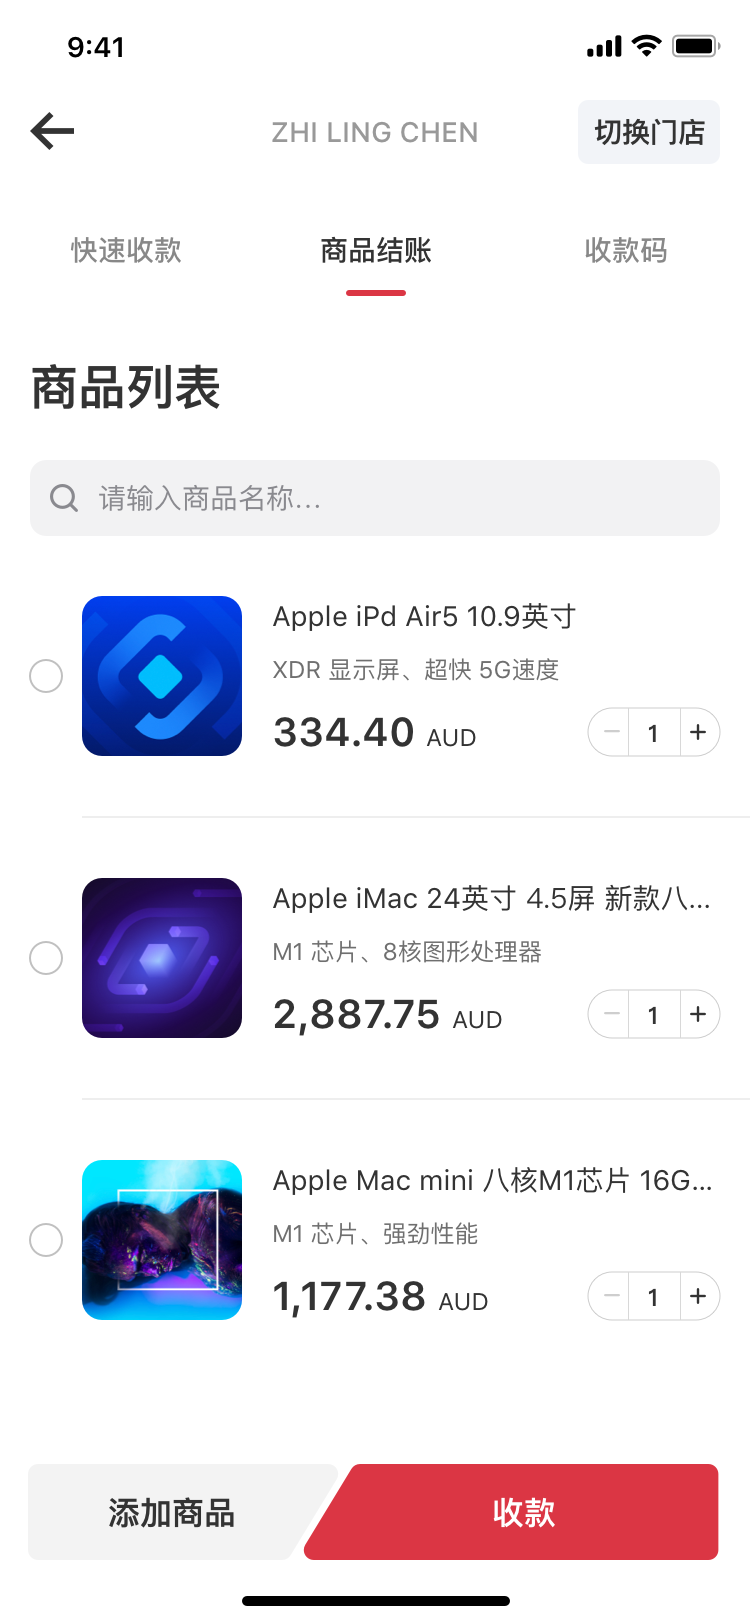 9:41
ZHI LING CHEN
切换门店
快速收款
商品结账
收款码
商品列表
请输入商品名称...
Apple iPd Air5 10.9英寸
XDR 显示屏、超快 5G速度
334.40 AUD
1
Apple iMac 24英寸 4.5屏 新款八...
M1 芯片、8核图形处理器
2,887.75 AUD
1
Apple Mac mini 八核M1芯片 16G...
M1 芯片、强劲性能
1,177.38 AUD
1
添加商品
收款